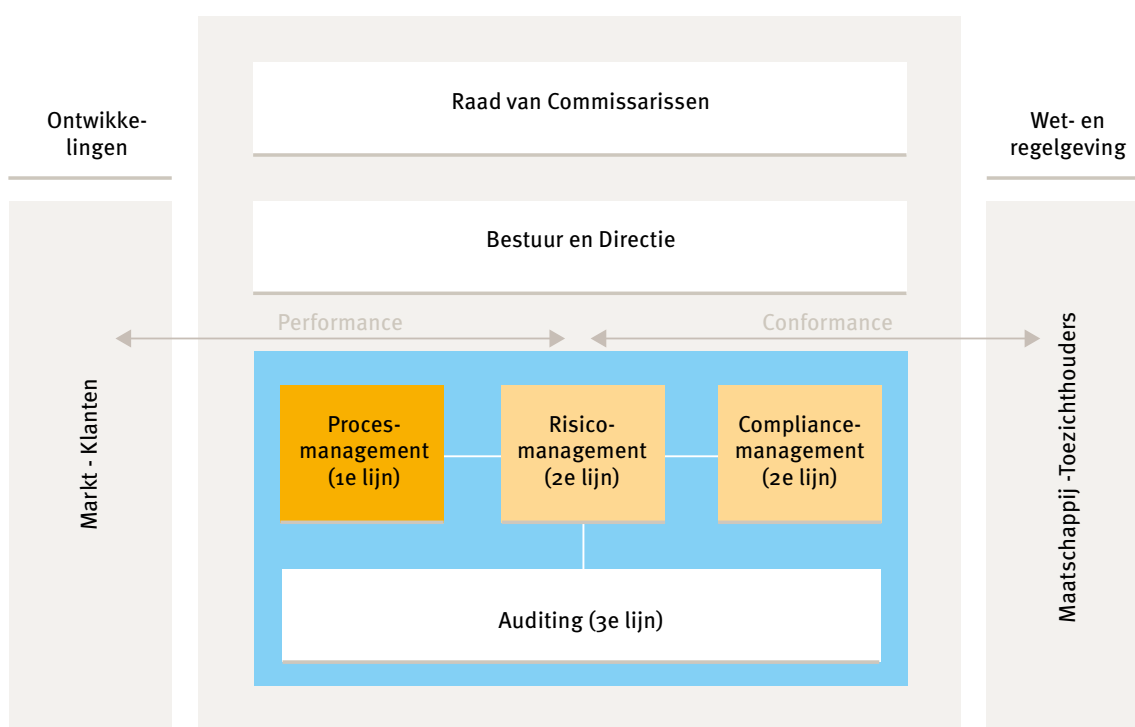 Raad van Commissarissen
Ontwikke-
lingen
Wet- en
regelgeving
Bestuur en Directie
Performance
Conformance
Markt - Klanten
Proces-
management
(1e lijn)
Risico-
management
(2e lijn)
Compliance-
management
(2e lijn)
Maatschappij -Toezichthouders
Auditing (3e lijn)